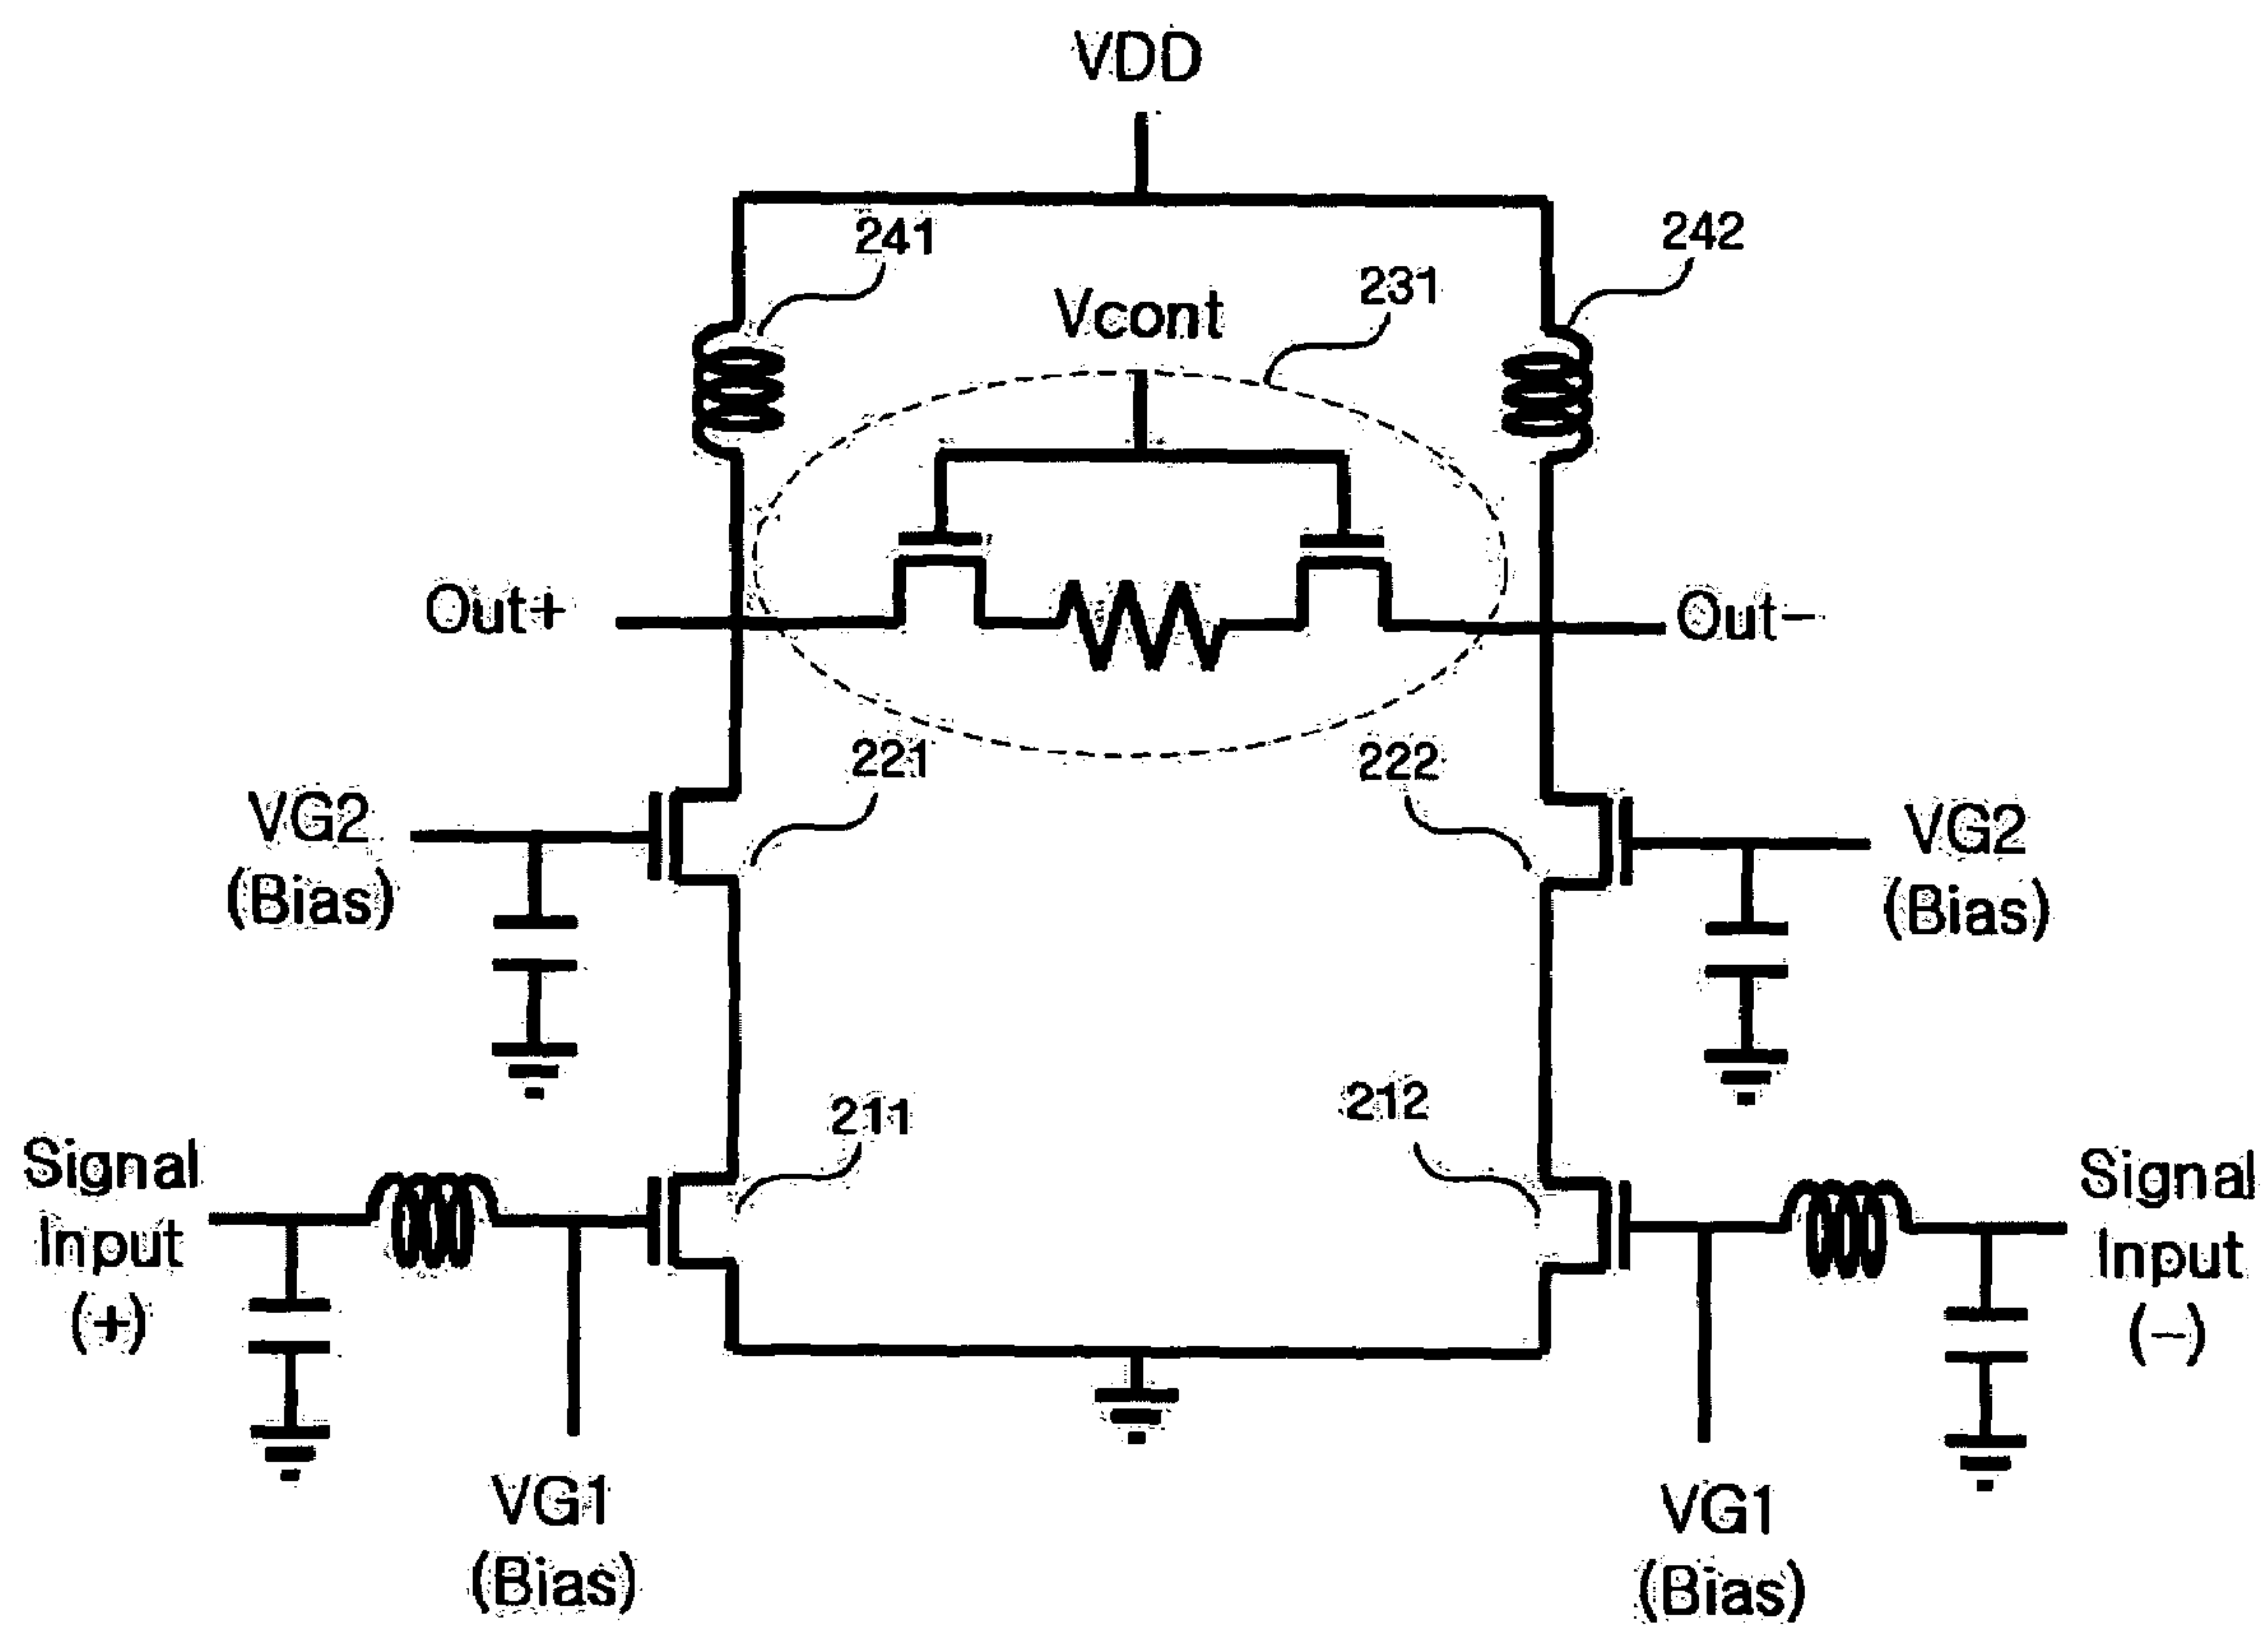 VDD
241
242
231
Vcont
Out+
Out-
221
222
VG2
(Bias)
VG2
(Bias)
211
212
Signal
Input
(+)
Signal
Input
(-)
VG1
(Bias)
VG1
(Bias)